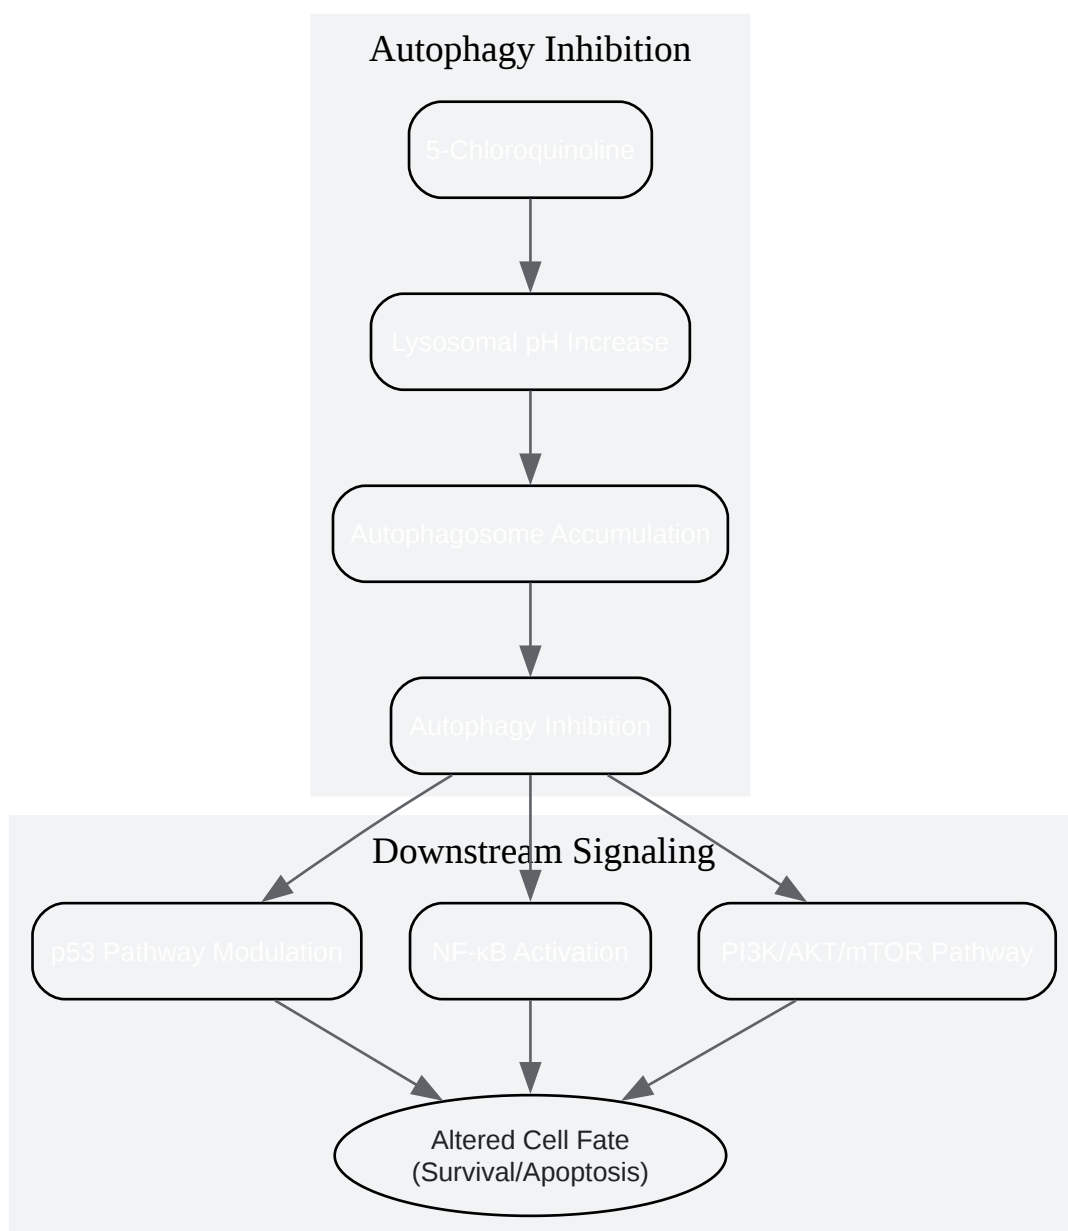 Autophagy Inhibition
5-Chloroquinoline
Lysosomal pH Increase
Autophagosome Accumulation
Autophagy Inhibition
Downstream Signaling
p53 Pathway Modulation
NF-κB Activation
PI3K/AKT/mTOR Pathway
Altered Cell Fate
(Survival/Apoptosis)